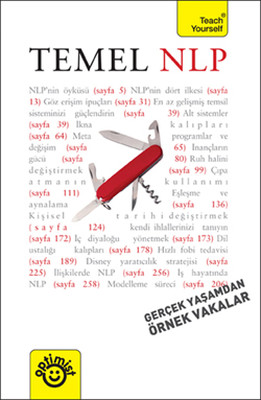 Teach
Yourself
TEMEL NLP
NLP'nin öyküsü (sayfa 5) NLP'nin dört ilkesi (sayfa
13) Göz erişim ipuçları (sayfa 31) En az gelişmiş temsil
sisteminizi güçlendirin (sayfa 39) Alt sistemler
(sayfa 39) İkna kalıpları
(sayfa 64) Meta programlar ve
değişim (sayfa 65) İnançların
gücü (sayfa 80) Ruh halini
değiştirmek (sayfa 99) Çıpa
atmanın kullanımı
(sayfa 111) Eşleşme ve
aynalama (sayfa 136)
Kişisel tarihi değiştirmek
(sayfa 124) kendi ihlallerinizi tanıyın
(sayfa 172) İç diyaloğu yönetmek (sayfa 173) Dil
ustalığı kalıpları (sayfa 178) Hızlı fobi tedavisi
(sayfa 189) Disney yaratıcılık stratejisi (sayfa
225) İlişkilerde NLP (sayfa 256) İş hayatında
NLP (sayfa 258) Modelleme süreci (sayfa 206)
GERÇEK YAŞAMDAN
ÖRNEK VAKALAR
optimist